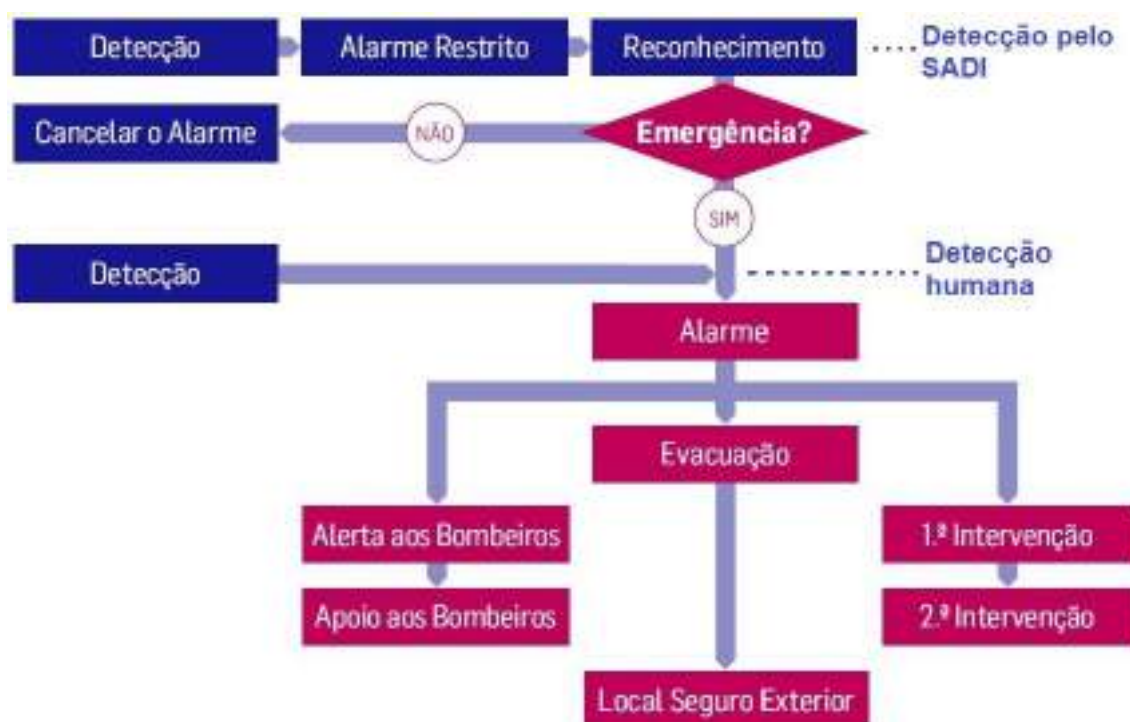 Detecção
Alarme Restrito
Reconhecimento
Detecção pelo
SADI
Cancelar o Alarme
NÃO
Emergência?
SIM
Detecção
Detecção
humana
Alarme
Evacuação
Alerta aos Bombeiros
1.ª Intervenção
Apoio aos Bombeiros
2.ª Intervenção
Local Seguro Exterior